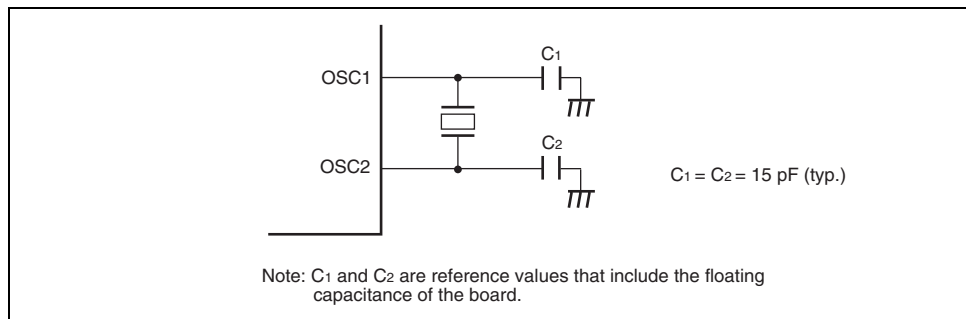 C1
OSC1
C2
OSC2
C1 = C2 = 15 pF (typ.)
Note: C1 and C2 are reference values that include the floating
capacitance of the board.